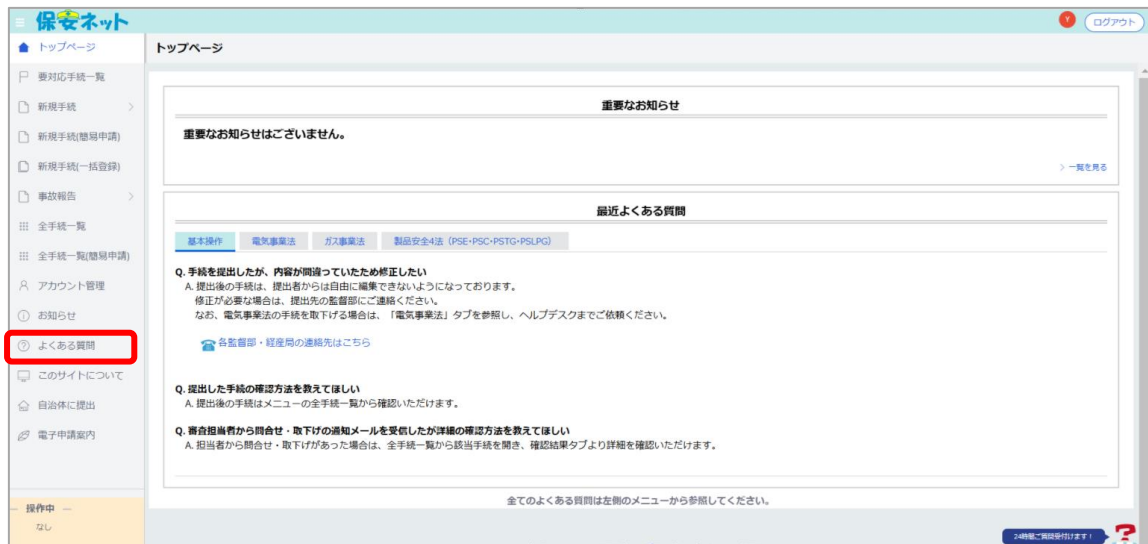 保安ネット
Y
ログアウト
トップページ
トップページ
要対応手続一覧
新規手続
新規手続(簡易申請)
新規手続(一括登録)
事故報告
全手続一覧
全手続一覧(簡易申請)
アカウント管理
お知らせ
よくある質問
このサイトについて
自治体に提出
電子申請案内
操作中
なし
重要なお知らせ
重要なお知らせはございません。
> 一覧を見る
最近よくある質問
基本操作 電気事業法 ガス事業法 製品安全4法（PSE・PSC・PSTG・PSLPG）
Q. 手続を提出したが、内容が間違っていたため修正したい
A. 提出後の手続は、提出者からは自由に編集できないようになっております。
修正が必要な場合は、提出先の監督部にご連絡ください。
なお、電気事業法の手続を取下げる場合は、「電気事業法」タブを参照し、ヘルプデスクまでご依頼ください。
各監督部・経産局の連絡先はこちら
Q. 提出した手続の確認方法を教えてほしい
A. 提出後の手続はメニューの全手続一覧から確認いただけます。
Q. 審査担当者から問合せ・取下げの通知メールを受信したが詳細の確認方法を教えてほしい
A. 担当者から問合せ・取下げがあった場合は、全手続一覧から該当手続を開き、確認結果タブより詳細を確認いただけます。
全てのよくある質問は左側のメニューから参照してください。
24時間ご質問受付けます！
?